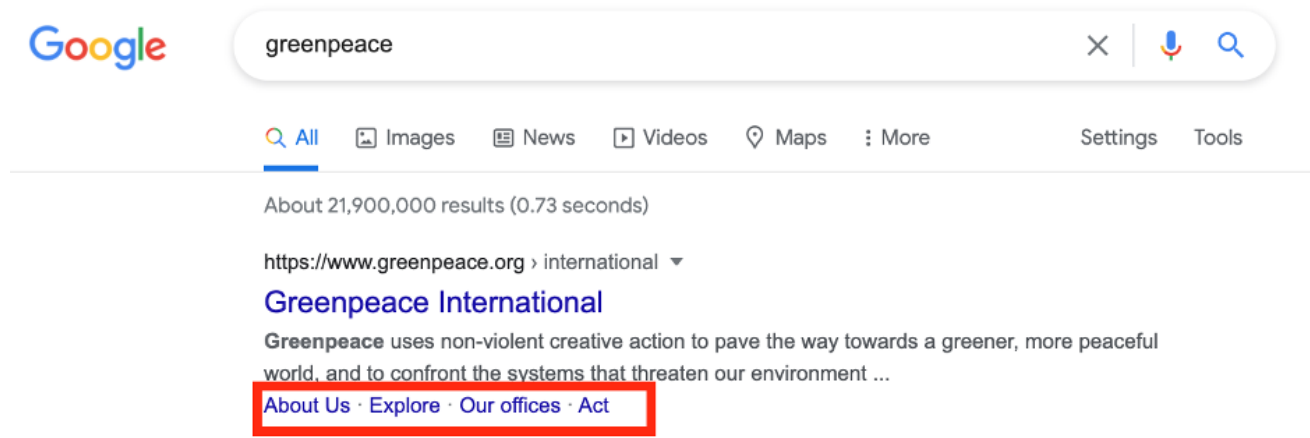 Google
greenpeace
All Images News Videos Maps More Settings Tools
About 21,900,000 results (0.73 seconds)
https://www.greenpeace.org › international
Greenpeace International
Greenpeace uses non-violent creative action to pave the way towards a greener, more peaceful
world, and to confront the systems that threaten our environment ...
About Us · Explore · Our offices · Act